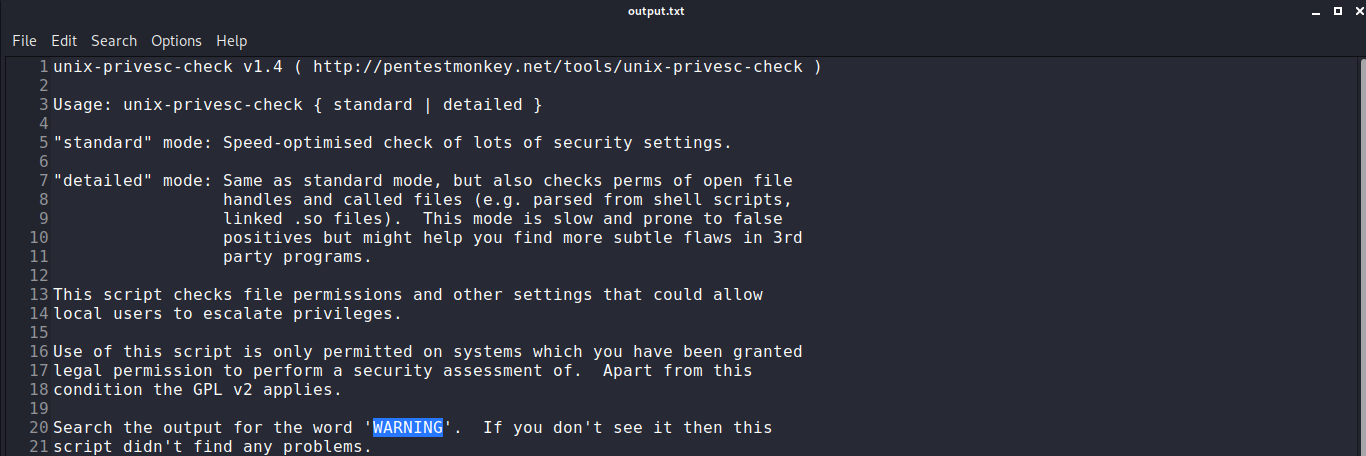 output.txt
File Edit Search Options Help
1 unix-privesc-check v1.4 ( http://pentestmonkey.net/tools/unix-privesc-check )
2
3 Usage: unix-privesc-check { standard | detailed }
4
5 "standard" mode: Speed-optimised check of lots of security settings.
6
7 "detailed" mode: Same as standard mode, but also checks perms of open file
8                  handles and called files (e.g. parsed from shell scripts,
9                  linked .so files).  This mode is slow and prone to false
10                  positives but might help you find more subtle flaws in 3rd
11                  party programs.
12
13 This script checks file permissions and other settings that could allow
14 local users to escalate privileges.
15
16 Use of this script is only permitted on systems which you have been granted
17 legal permission to perform a security assessment of.  Apart from this
18 condition the GPL v2 applies.
19
20 Search the output for the word 'WARNING'.  If you don't see it then this
21 script didn't find any problems.